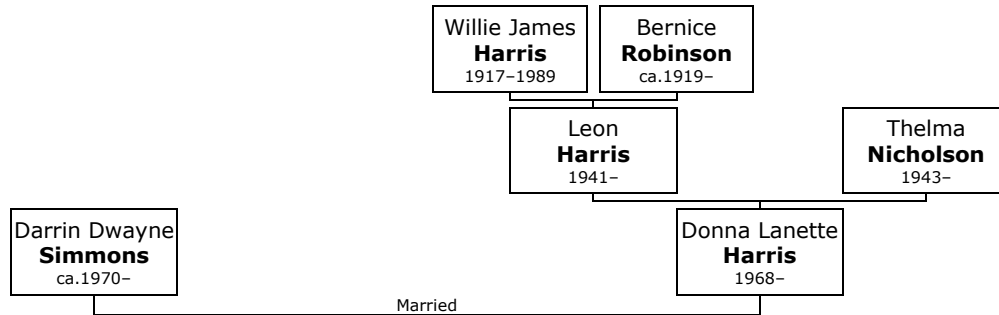 Willie James
Harris
1917–1989
Bernice
Robinson
ca.1919–
Leon
Harris
1941–
Thelma
Nicholson
1943–
Darrin Dwayne
Simmons
ca.1970–
Donna Lanette
Harris
1968–
Married